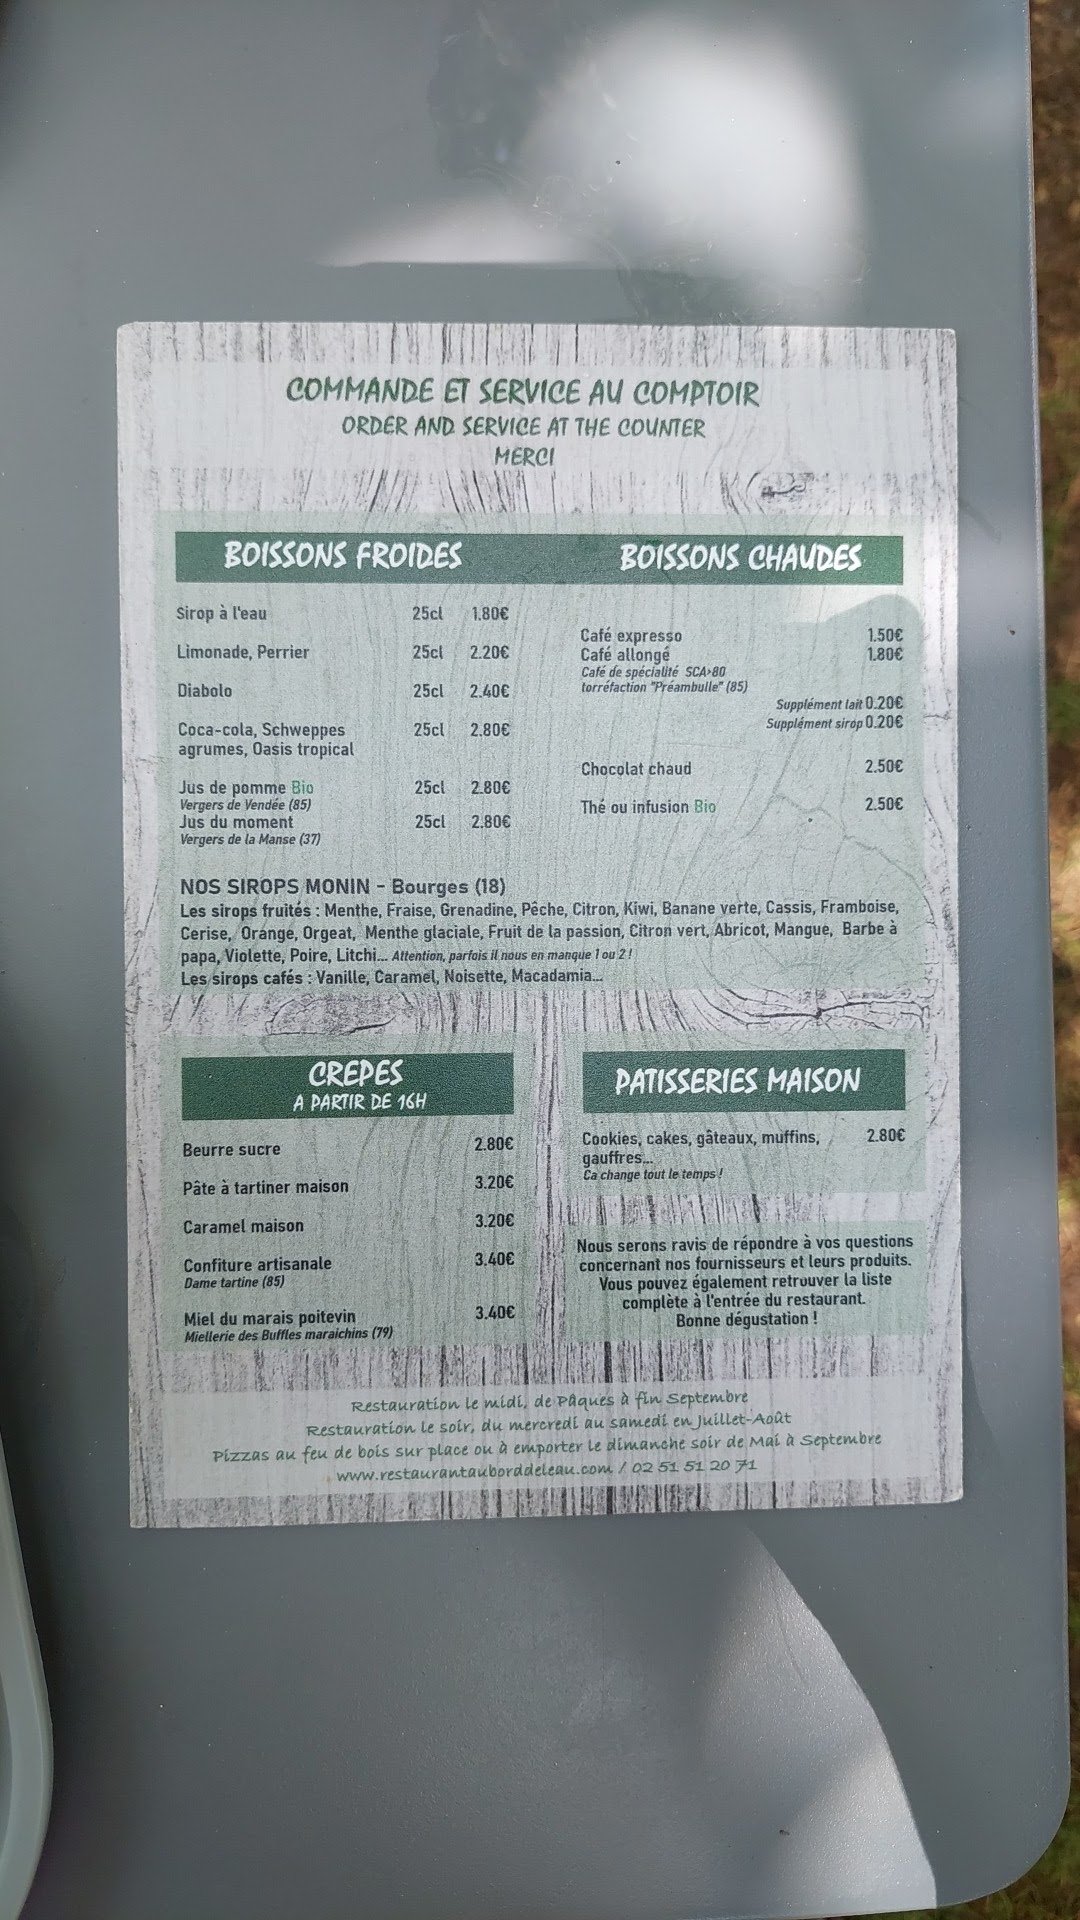 COMMANDE ET SERVICE AU COMPTOIR
ORDER AND SERVICE AT THE COUNTER
MERCI
BOISSONS FROIDES
Sirop à l'eau 25cl 1.80€
Limonade, Perrier 25cl 2.20€
Diabolo 25cl 2.40€
Coca-cola, Schweppes 25cl 2.80€
agrumes, Oasis tropical
Jus de pomme Bio 25cl 2.80€
Vergers de Vendée (85)
Jus du moment 25cl 2.80€
Vergers de la Manse (37)
BOISSONS CHAUDES
Café expresso 1.50€
Café allongé 1.80€
Café de spécialité SCA>80
torréfaction "Préambulle" (85)
Supplément lait 0.20€
Supplément sirop 0.20€
Chocolat chaud 2.50€
Thé ou infusion Bio 2.50€
NOS SIROPS MONIN - Bourges (18)
Les sirops fruités : Menthe, Fraise, Grenadine, Pêche, Citron, Kiwi, Banane verte, Cassis, Framboise,
Cerise, Orange, Orgeat, Menthe glaciale, Fruit de la passion, Citron vert, Abricot, Mangue, Barbe à
papa, Violette, Poire, Litchi... Attention, parfois il nous en manque 1 ou 2 !
Les sirops cafés : Vanille, Caramel, Noisette, Macadamia...
CREPES
A PARTIR DE 16H
Beurre sucre 2.80€
Pâte à tartiner maison 3.20€
Caramel maison 3.20€
Confiture artisanale 3.40€
Dame tartine (85)
Miel du marais poitevin 3.40€
Miellerie des Buffles maraichins (79)
PATISSERIES MAISON
Cookies, cakes, gâteaux, muffins, 2.80€
gauffres...
Ca change tout le temps !
Nous serons ravis de répondre à vos questions
concernant nos fournisseurs et leurs produits.
Vous pouvez également retrouver la liste
complète à l'entrée du restaurant.
Bonne dégustation !
Restauration le midi, de Pâques à fin Septembre
Restauration le soir, du mercredi au samedi en Juillet-Août
Pizzas au feu de bois sur place ou à emporter le dimanche soir de Mai à Septembre
www.restaurantauborddeleau.com / 02 51 51 20 71